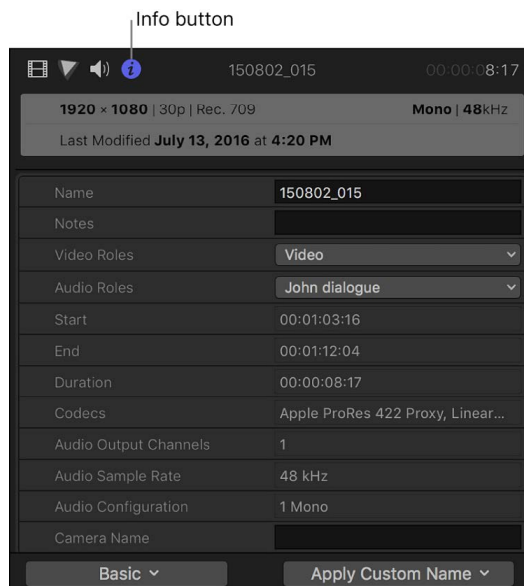 Info button
150802_015 00:00:08:17
1920 × 1080 | 30p | Rec. 709 Mono | 48kHz
Last Modified July 13, 2016 at 4:20 PM
Name 150802_015
Notes
Video Roles Video
Audio Roles John dialogue
Start 00:01:03:16
End 00:01:12:04
Duration 00:00:08:17
Codecs Apple ProRes 422 Proxy, Linear...
Audio Output Channels 1
Audio Sample Rate 48 kHz
Audio Configuration 1 Mono
Camera Name
Basic Apply Custom Name